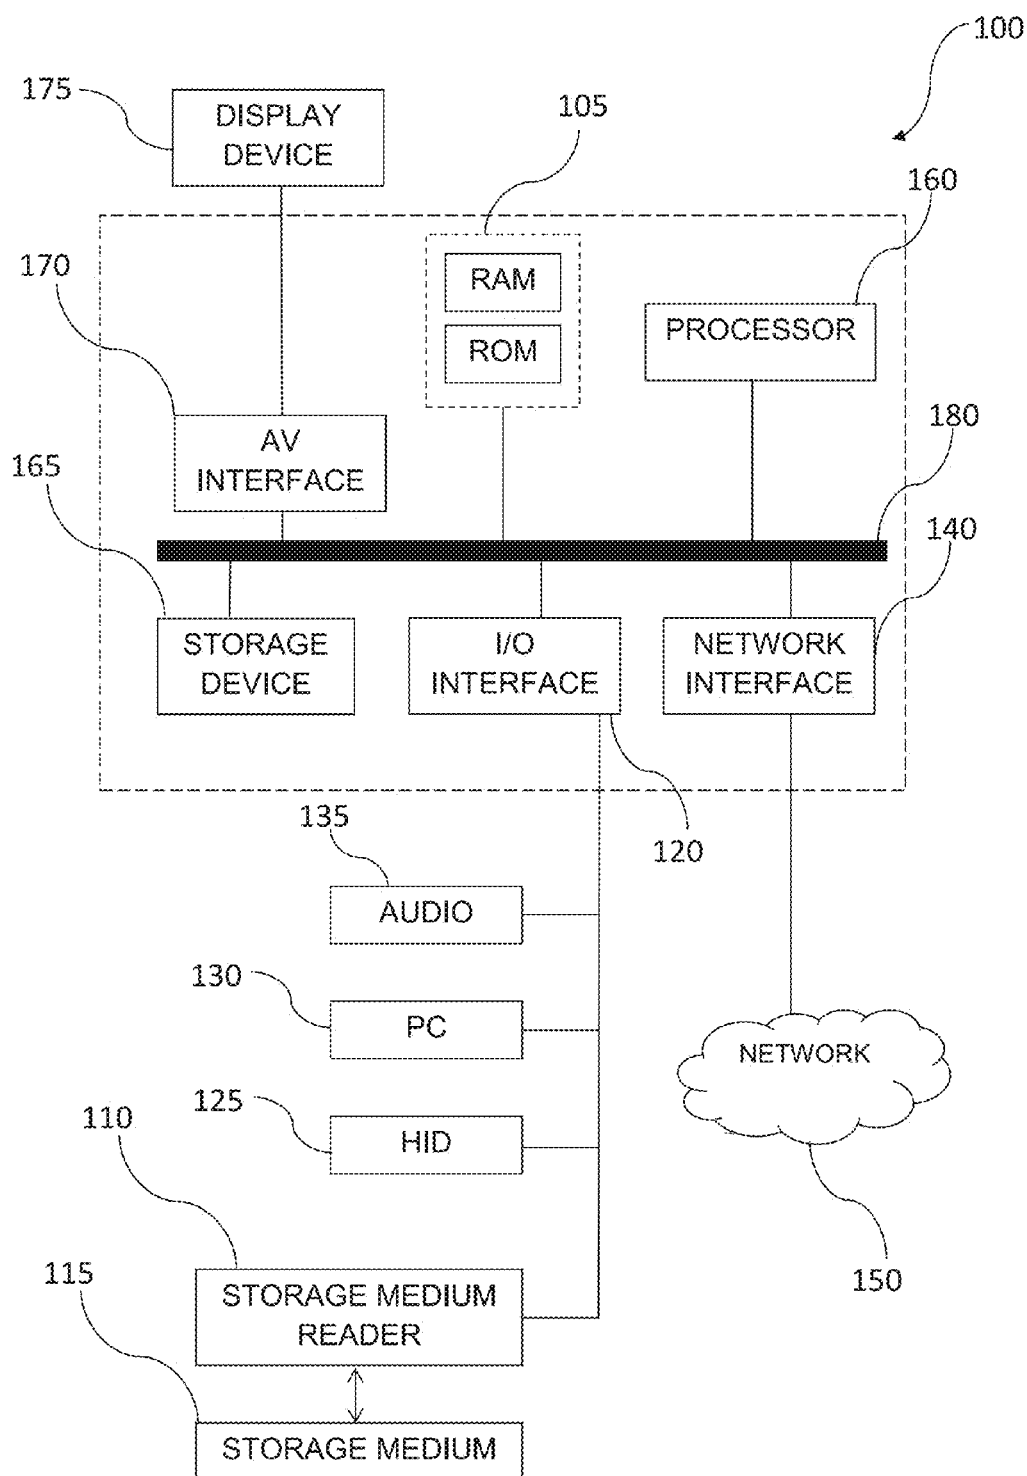 100
175
DISPLAY
DEVICE
105
160
170
RAM
ROM
PROCESSOR
AV
INTERFACE
165
180
140
STORAGE
DEVICE
I/O
INTERFACE
NETWORK
INTERFACE
135
120
AUDIO
130
PC
NETWORK
125
HID
110
150
115
STORAGE MEDIUM
READER
STORAGE MEDIUM